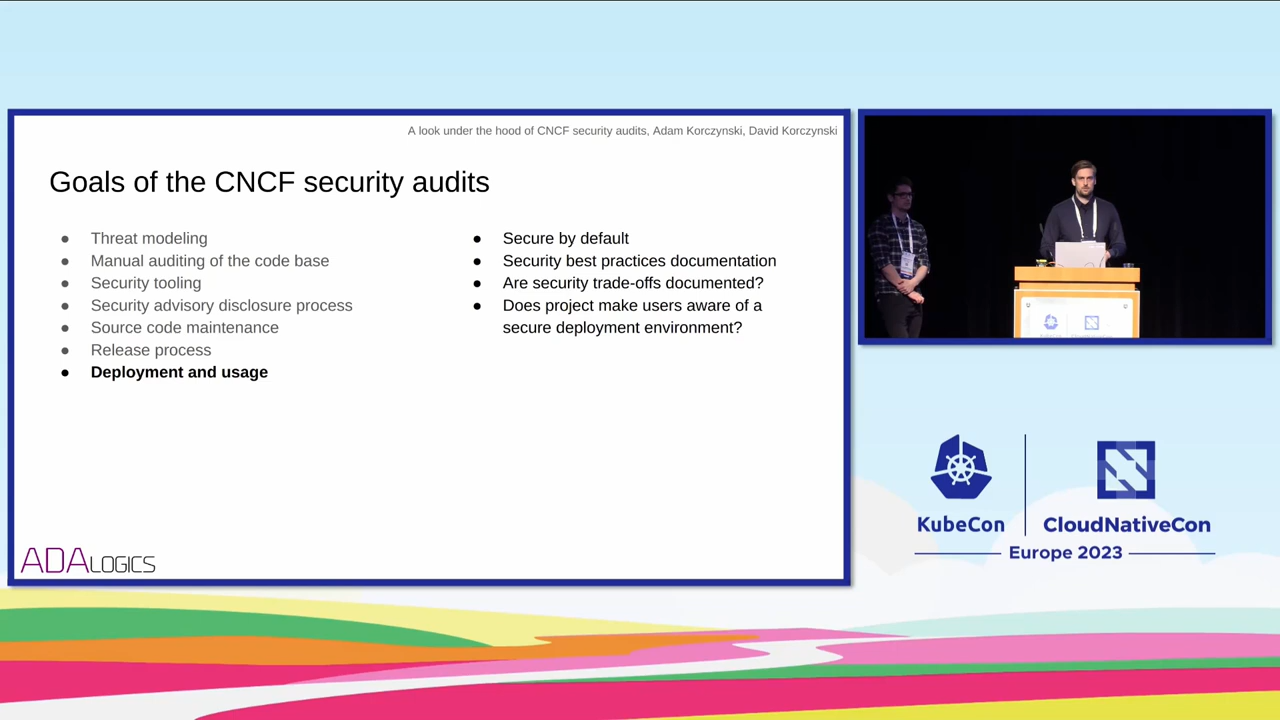 A look under the hood of CNCF security audits, Adam Korczynski, David Korczynski
Goals of the CNCF security audits
● Threat modeling
● Manual auditing of the code base
● Security tooling
● Security advisory disclosure process
● Source code maintenance
● Release process
● Deployment and usage
● Secure by default
● Security best practices documentation
● Are security trade-offs documented?
● Does project make users aware of a
secure deployment environment?
ADALOGICS
KubeCon
CloudNativeCon
Europe 2023